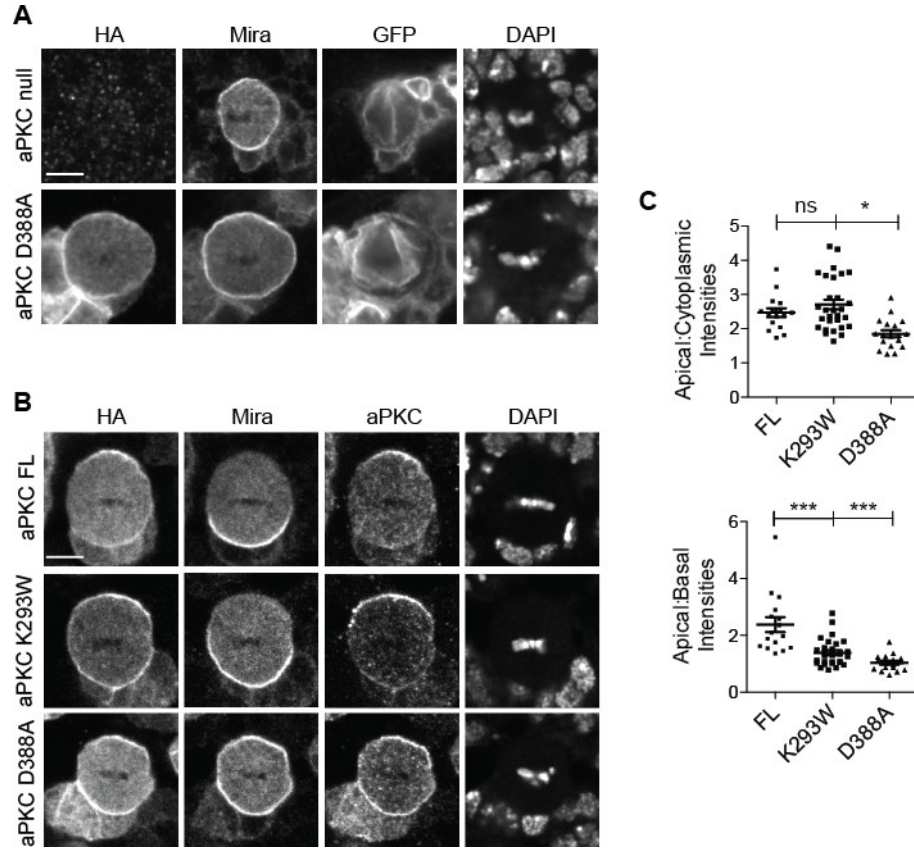 A
HA Mira GFP DAPI
aPKC null
aPKC D388A
B
HA Mira aPKC DAPI
aPKC FL
aPKC K293W
aPKC D388A
C
ns *
Apical:Cytoplasmic
Intensities
5
4
3
2
1
0
FL K293W D388A
*** ***
Apical:Basal
Intensities
6
4
2
0
FL K293W D388A